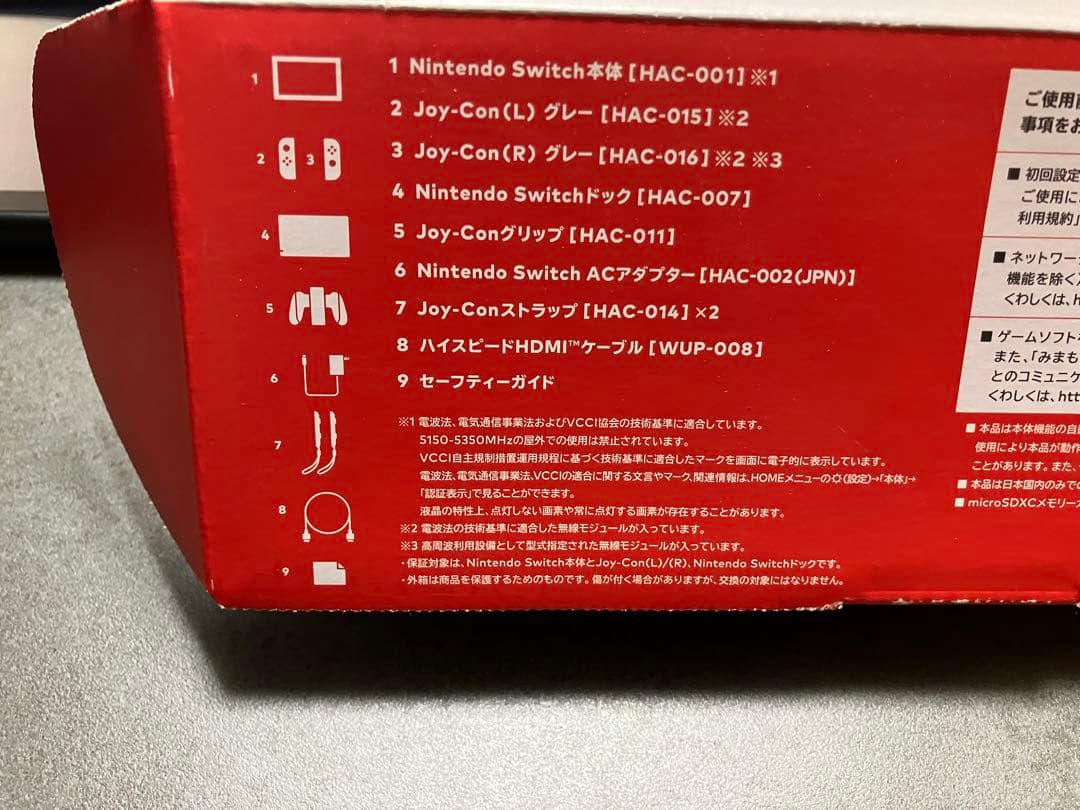 1
2
3
4
5
6
7
8
9
1 Nintendo Switch本体 [HAC-001] ※1
2 Joy-Con(L) グレー [HAC-015] ※2
3 Joy-Con(R) グレー [HAC-016] ※2 ※3
4 Nintendo Switchドック [HAC-007]
5 Joy-Conグリップ [HAC-011]
6 Nintendo Switch ACアダプター [HAC-002(JPN)]
7 Joy-Conストラップ [HAC-014] ×2
8 ハイスピードHDMI™ケーブル [WUP-008]
9 セーフティーガイド
※1 電波法、電気通信事業法およびVCCI協会の技術基準に適合しています。
5150-5350MHzの屋外での使用は禁止されています。
VCCI自主規制措置運用規程に基づく技術基準に適合したマークを画面に電子的に表示しています。
電波法、電気通信事業法、VCCIの適合に関する文言やマーク、関連情報は、HOMEメニューの(設定)→「本体」→
「認証表示」で見ることができます。
液晶の特性上、点灯しない画素や常に点灯する画素が存在することがあります。
※2 電波法の技術基準に適合した無線モジュールが入っています。
※3 高周波利用設備として型式指定された無線モジュールが入っています。
・保証対象は、Nintendo Switch本体とJoy-Con(L)/(R)、Nintendo Switchドックです。
・外箱は商品を保護するためのものです。傷が付く場合がありますが、交換の対象にはなりません。
ご使用
事項をお
■ 初回設定
ご使用に
利用規約」
■ ネットワー
機能を除く
くわしくは、h
■ ゲームソフト
また、「みまも
とのコミュニケ
くわしくは、htt
■ 本品は本体機能の自
使用により本品が動作
ことがあります。また、
■ 本品は日本国内のみで
■ microSDXCメモリー